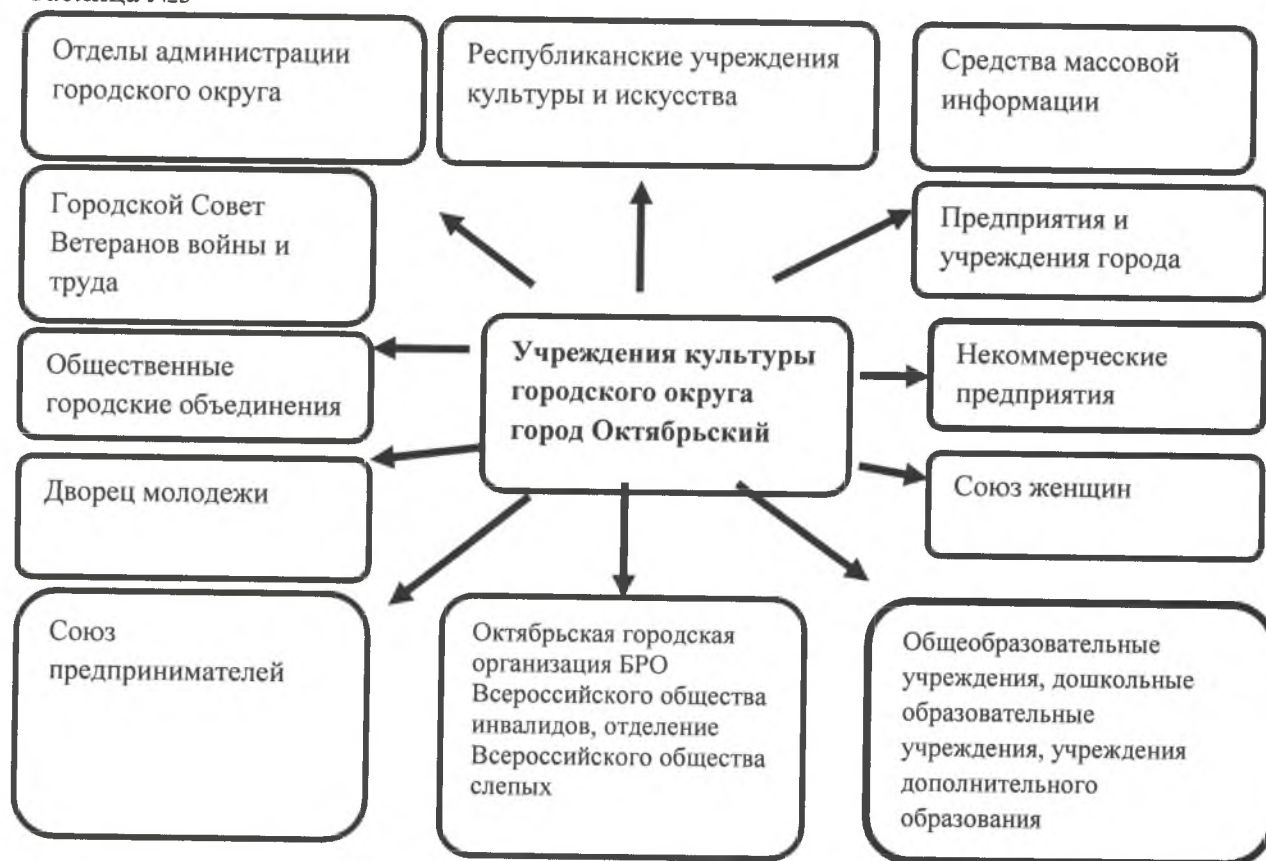 Отделы администрации
городского округа
Республиканские учреждения
культуры и искусства
Средства массовой
информации
Городской Совет
Ветеранов войны и
труда
Предприятия и
учреждения города
Общественные
городские объединения
Учреждения культуры
городского округа
город Октябрьский
Некоммерческие
предприятия
Дворец молодежи
Союз женщин
Союз
предпринимателей
Октябрьская городская
организация БРО
Всероссийского общества
инвалидов, отделение
Всероссийского общества
слепых
Общеобразовательные
учреждения, дошкольные
образовательные
учреждения, учреждения
дополнительного
образования